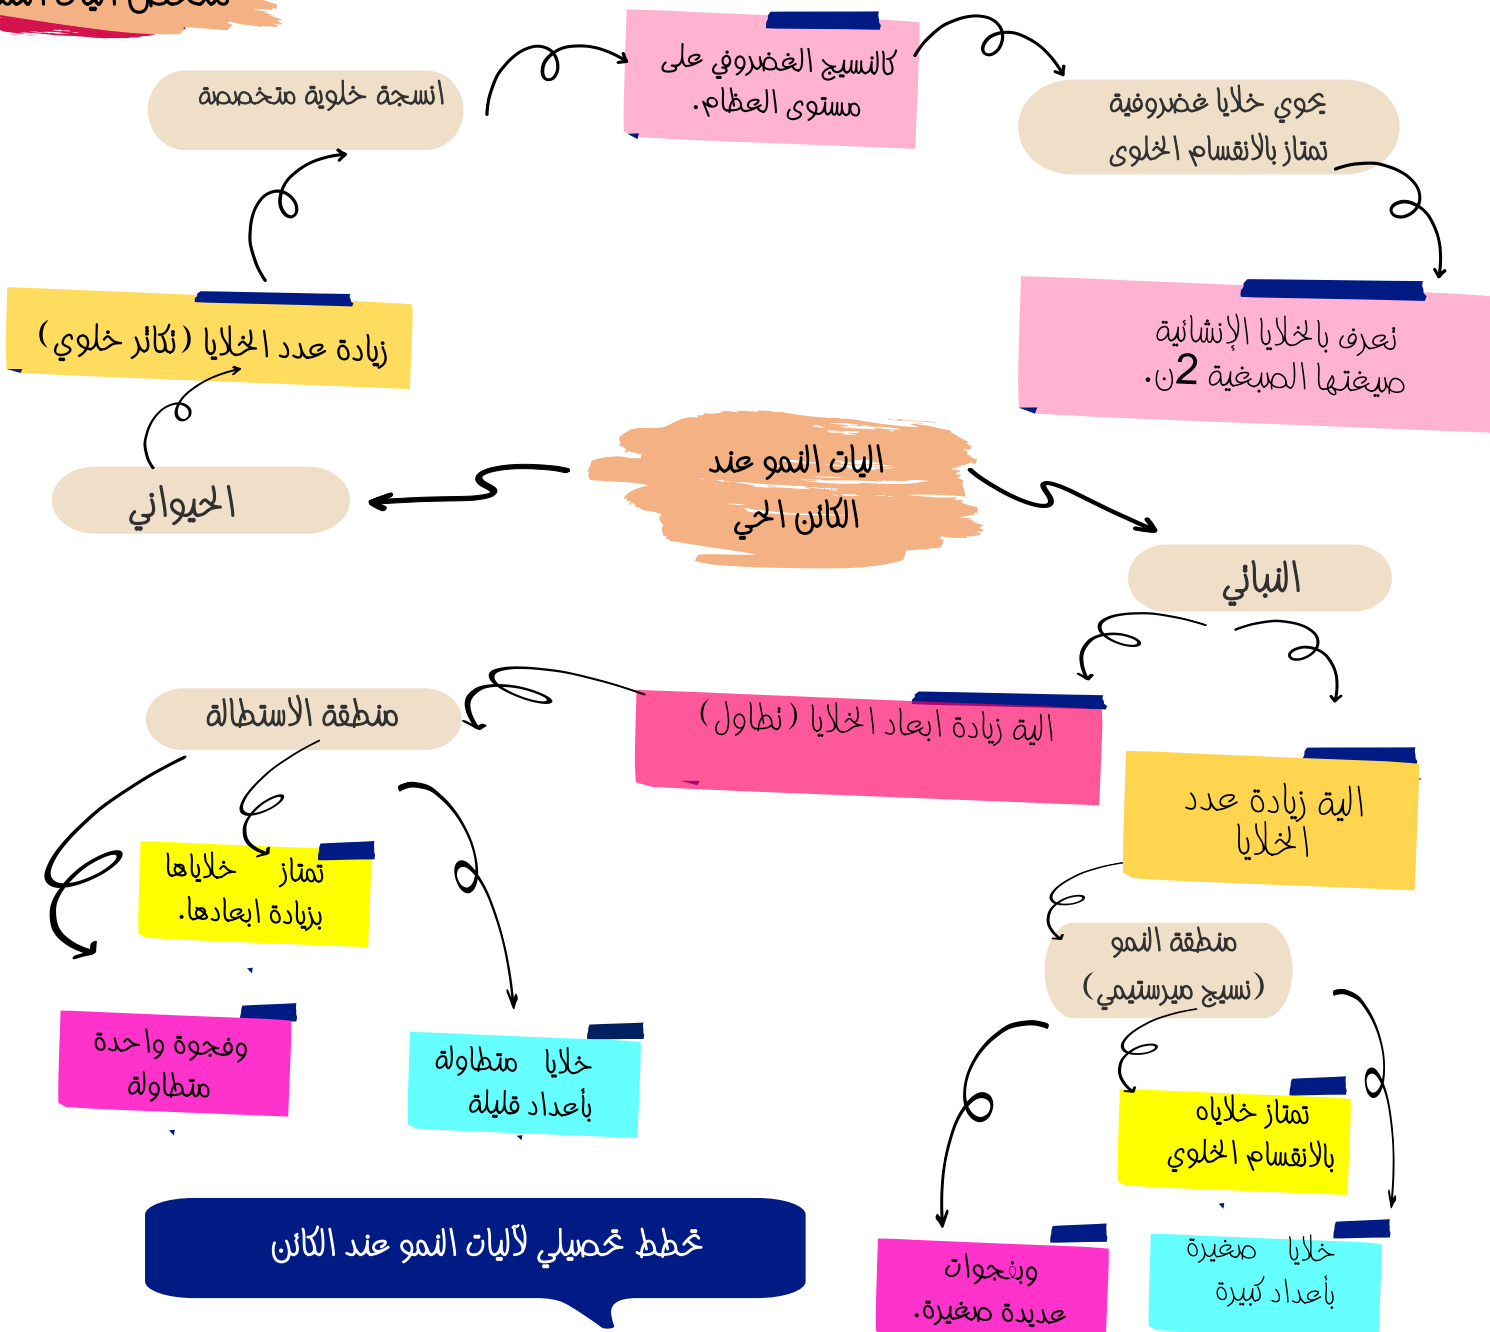 كالنسيج الغضروفي على
مستوى العظام.
انسجة خلوية متخصصة
يحوي خلايا غضروفية
تمتاز بالانقسام الخلوى
زيادة عدد الخلايا (تكاثر خلوي)
تعرف بالخلايا الإنشائية
صيغتها الصبغية 2ن.
اليات النمو عند
الكائن الحي
الحيواني
النباتي
منطقة الاستطالة
الية زيادة ابعاد الخلايا (تطاول)
الية زيادة عدد
الخلايا
تمتاز خلاياها
بزيادة ابعادها.
منطقة النمو
(نسيج ميرستيمي)
وفجوة واحدة
متطاولة
خلايا متطاولة
بأعداد قليلة
تمتاز خلاياه
بالانقسام الخلوي
خلايا صغيرة
بأعداد كبيرة
وبفجوات
عديدة صغيرة.
تخطط تحصيلي لآليات النمو عند الكائن